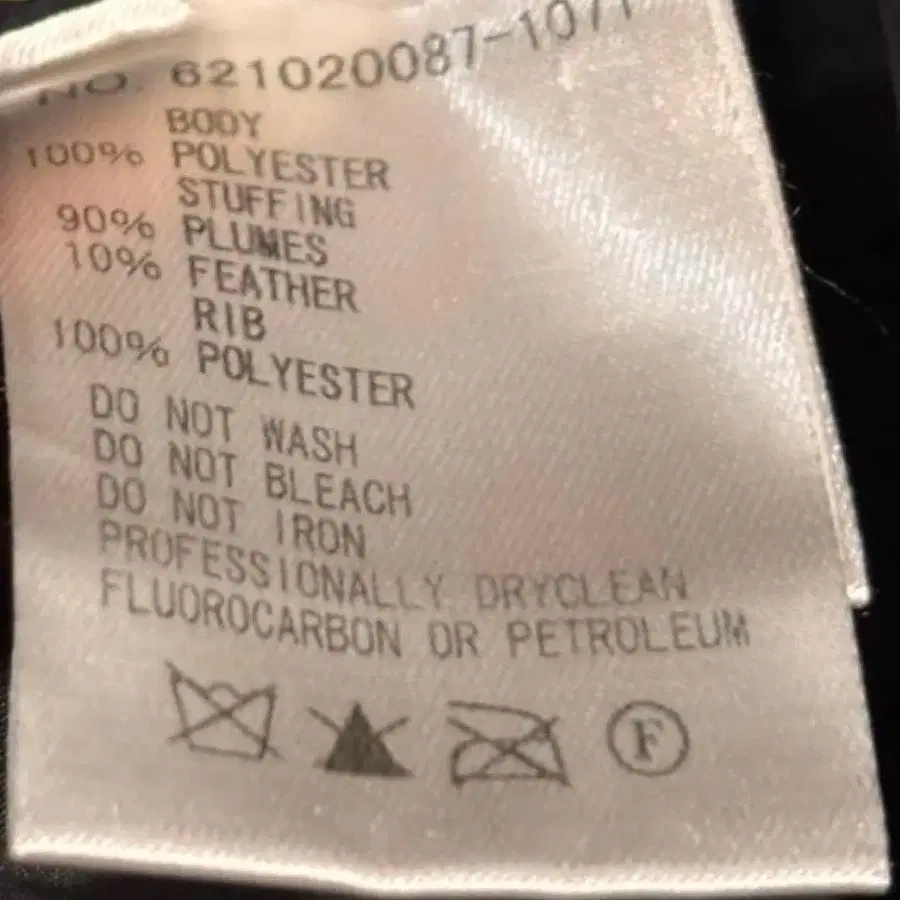 NO. 621020087-1071
BODY
100% POLYESTER
STUFFING
90% PLUMES
10% FEATHER
RIB
100% POLYESTER
DO NOT WASH
DO NOT BLEACH
DO NOT IRON
PROFESSIONALLY DRYCLEAN
FLUOROCARBON OR PETROLEUM
F